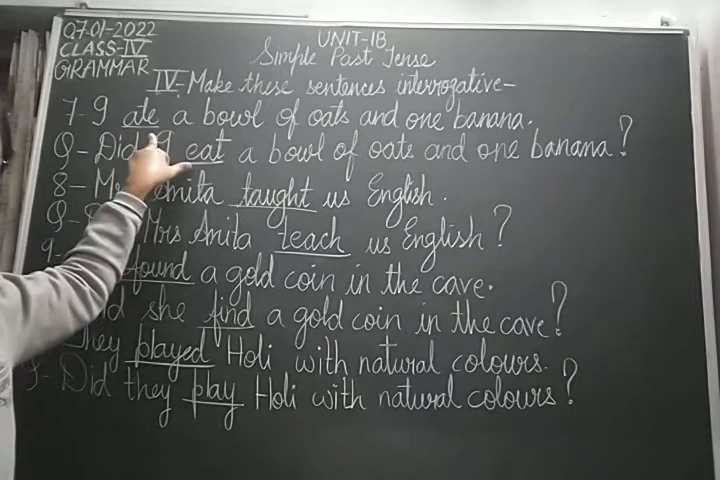 07-01-2022
CLASS-IV
GRAMMAR
UNIT-1B
Simple Past Tense
IV-Make these sentences interrogative-
7-I ate a bowl of oats and one banana.
Q-Did I eat a bowl of oats and one banana?
8-Mrs Amita taught us English.
Q- Mrs Amita teach us English?
9- found a gold coin in the cave.
she find a gold coin in the cave?
They played Holi with natural colours.
Q-Did they play Holi with natural colours?